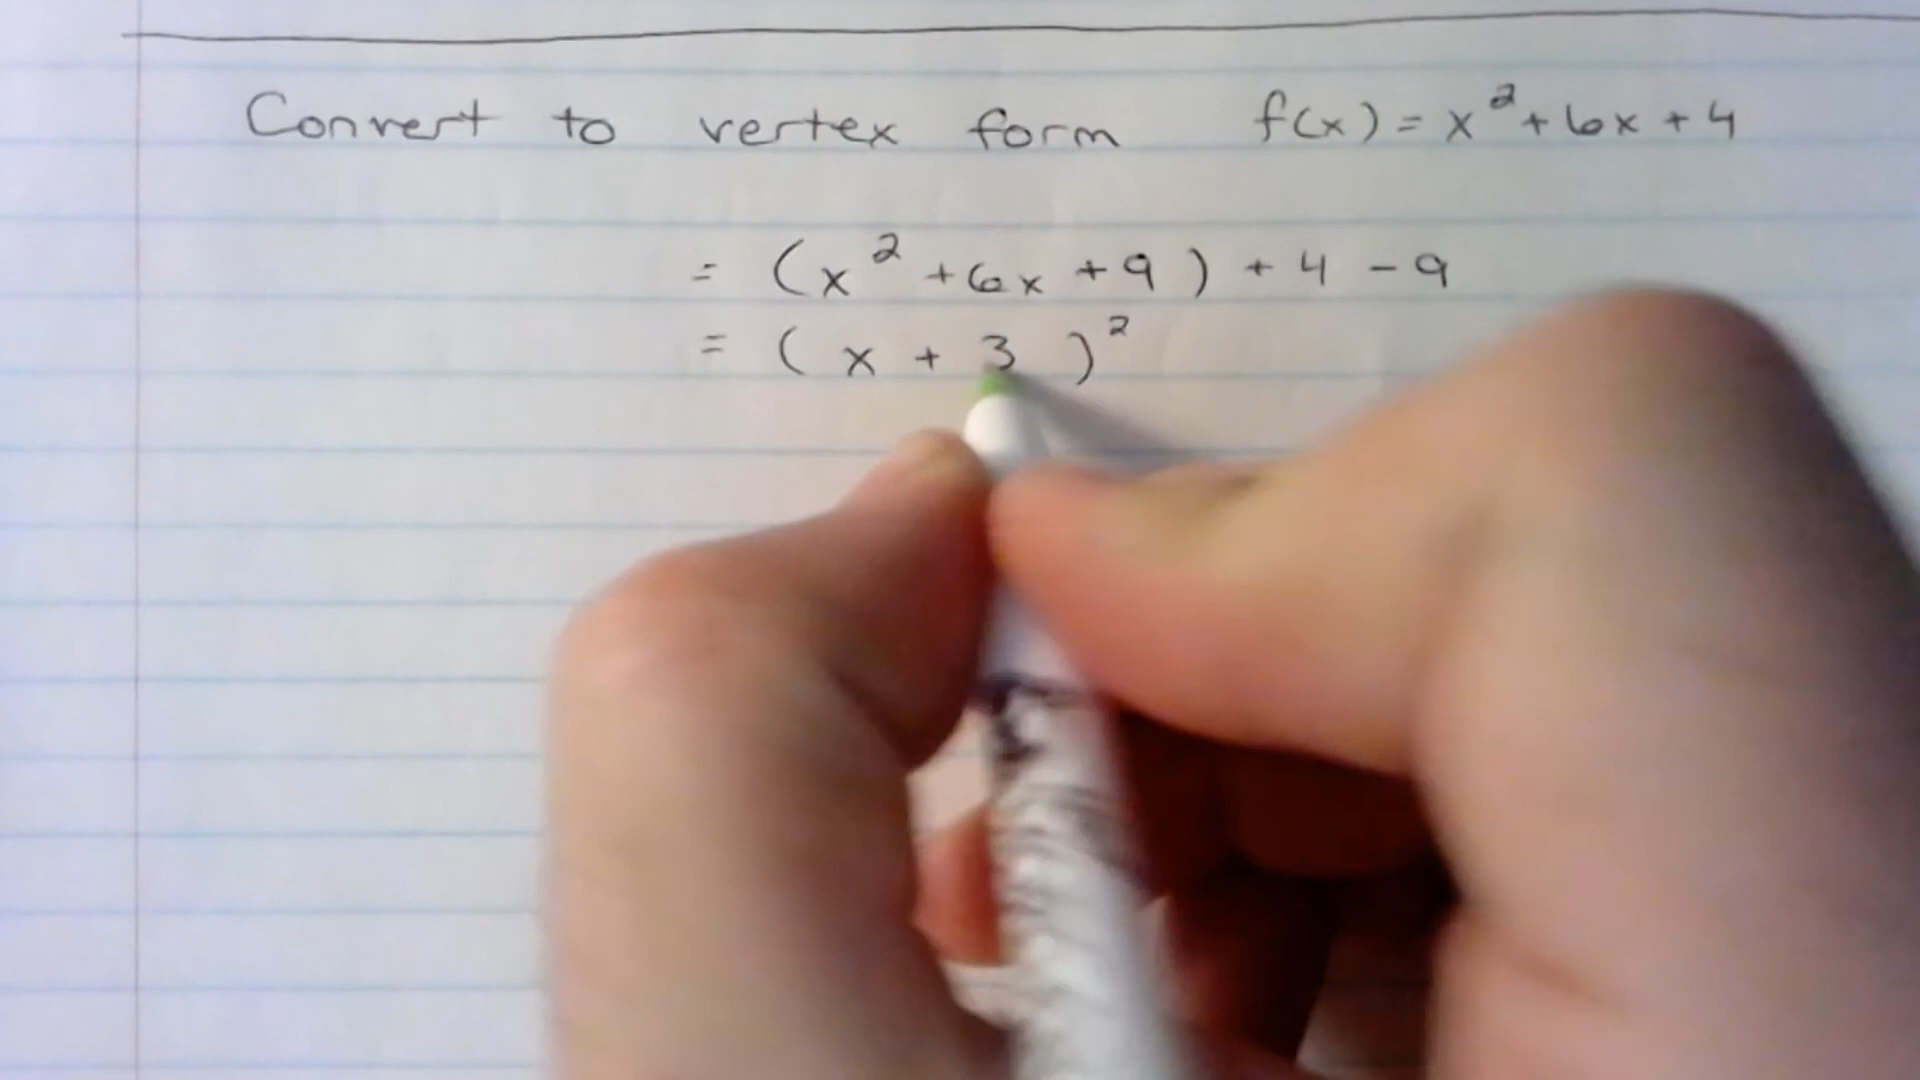 Convert to vertex form f(x) = x² + 6x + 4
= (x² + 6x + 9) + 4 - 9
= (x + 3)²